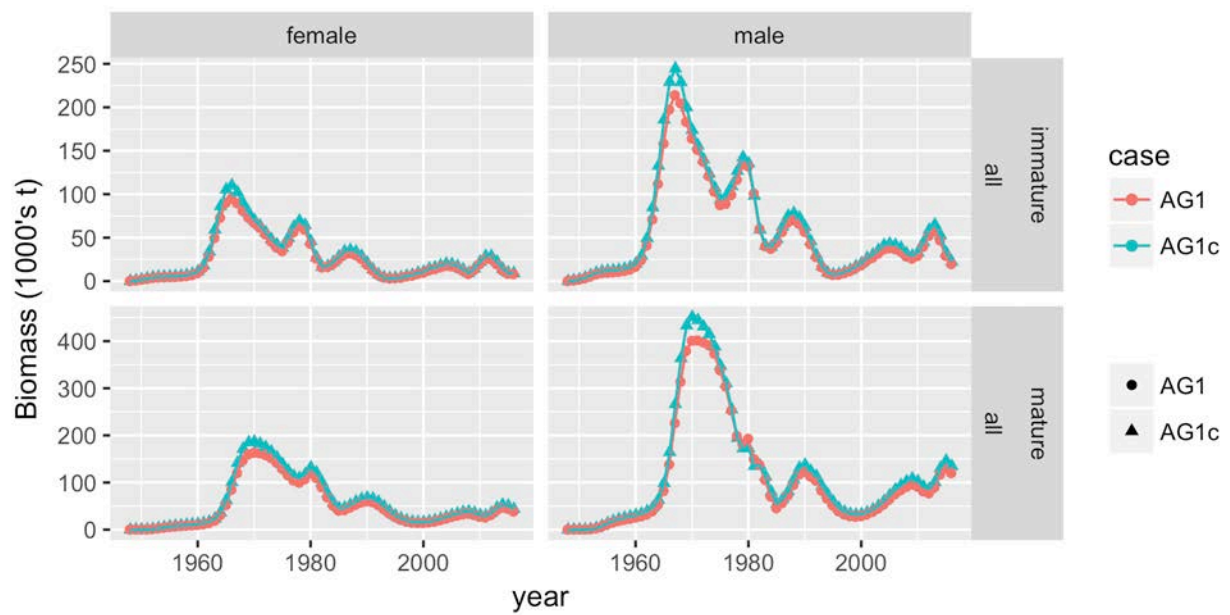 female
male
250
200
150
100
50
0
immature
all
400
300
200
100
0
mature
all
Biomass (1000's t)
1960
1980
2000
1960
1980
2000
year
case
AG1
AG1c
AG1
AG1c